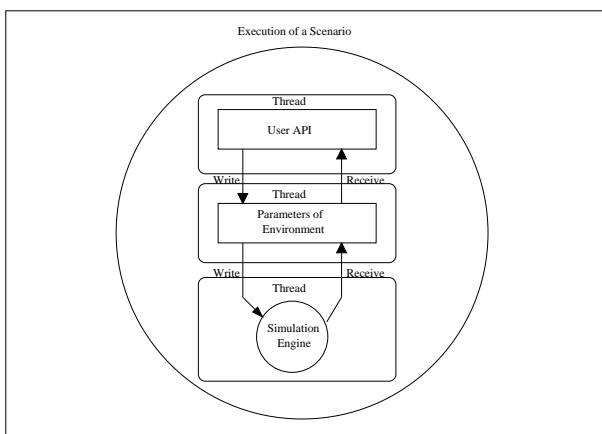 Execution of a Scenario
Thread
User API
Write
Receive
Thread
Parameters of
Environment
Write
Receive
Thread
Simulation
Engine